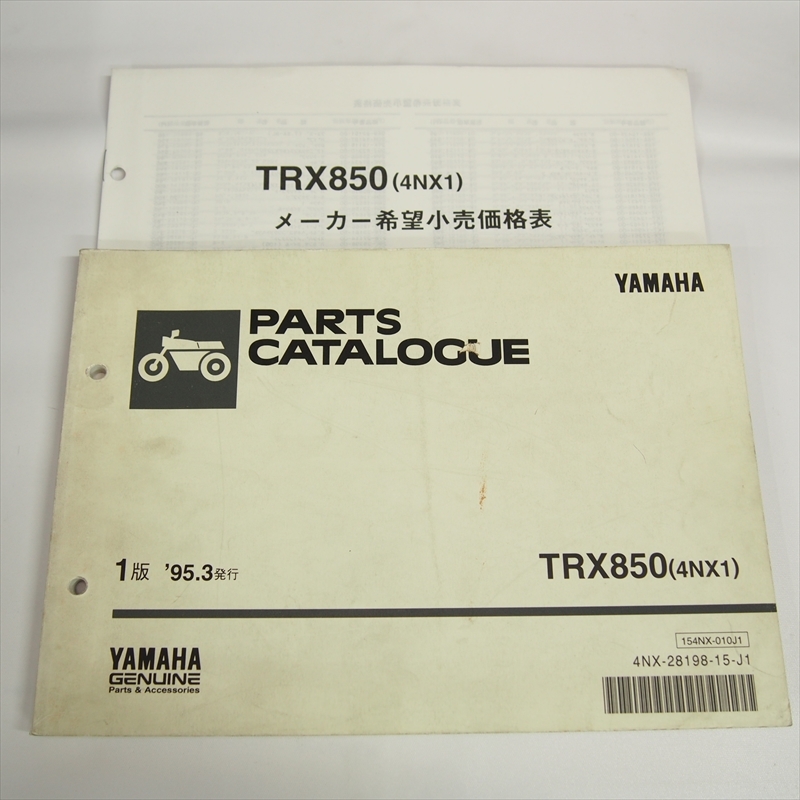 TRX850 (4NX1)
メーカー希望小売価格表
YAMAHA
PARTS
CATALOGUE
1版 '95.3発行
TRX850 (4NX1)
154NX-010J1
4NX-28198-15-J1
YAMAHA
GENUINE
Parts & Accessories